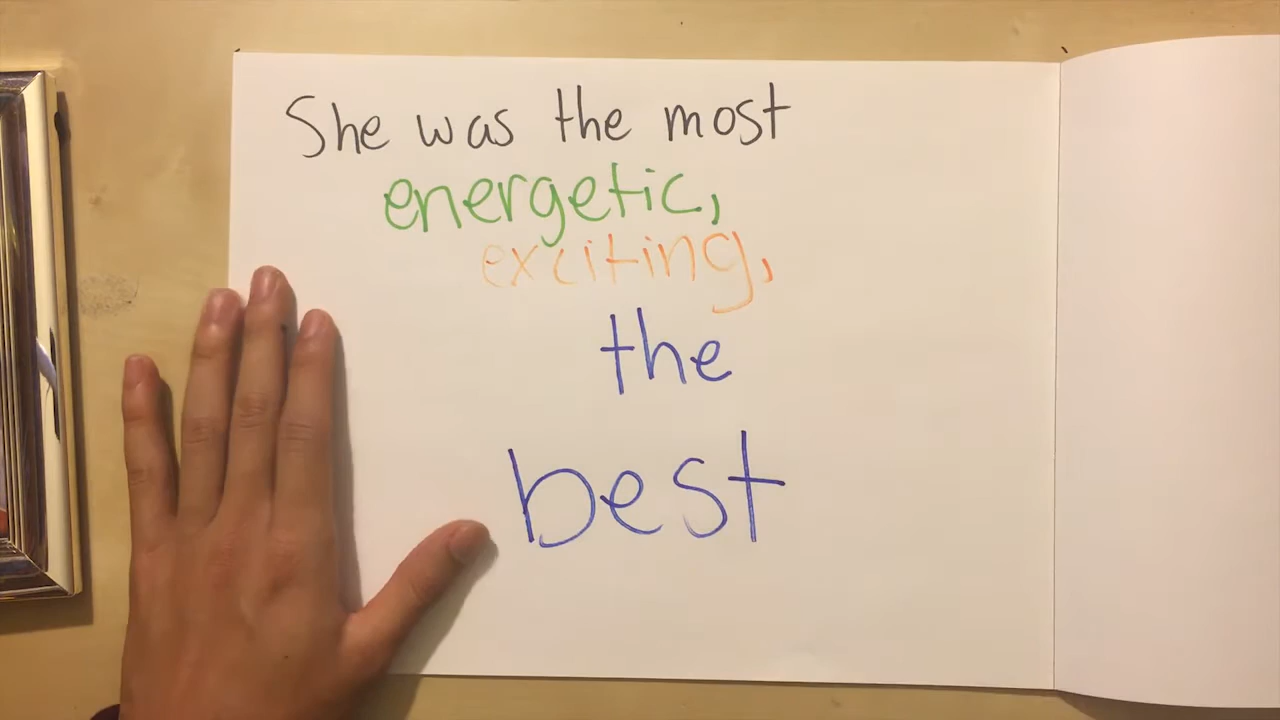 She was the most
energetic,
exciting,
the
best